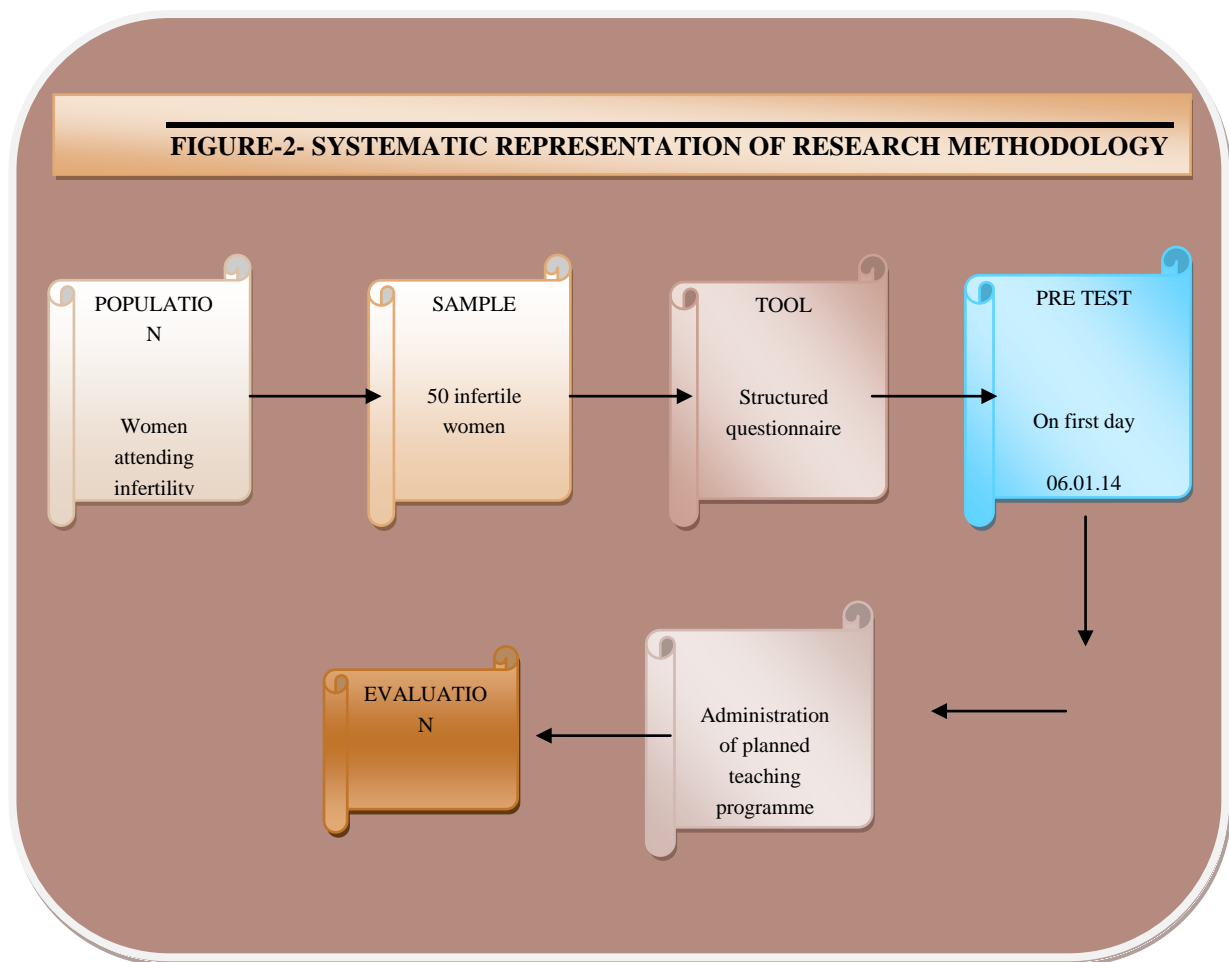 FIGURE-2- SYSTEMATIC REPRESENTATION OF RESEARCH METHODOLOGY
POPULATIO
N
Women
attending
infertility
SAMPLE
50 infertile
women
TOOL
Structured
questionnaire
PRE TEST
On first day
06.01.14
EVALUATIO
N
Administration
of planned
teaching
programme